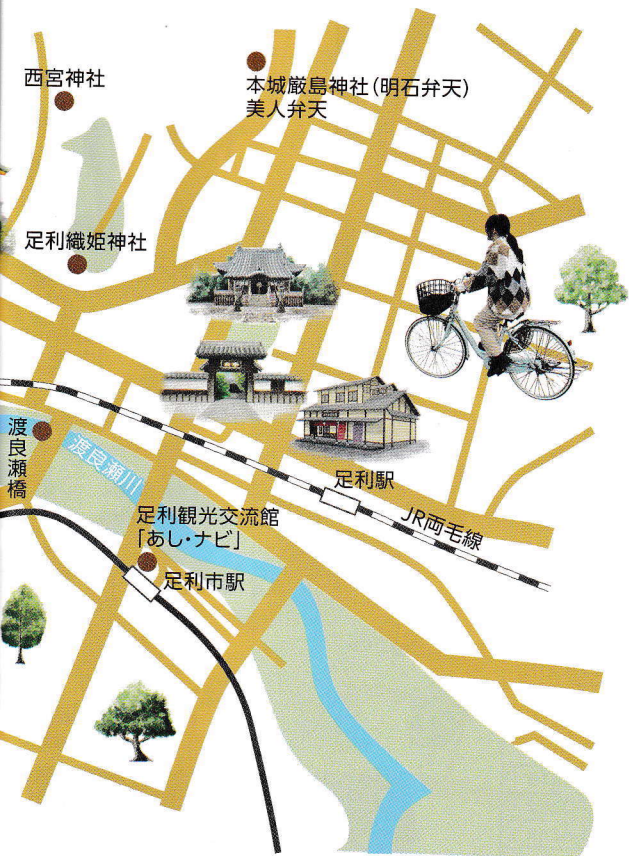 西宮神社
本城厳島神社(明石弁天)
美人弁天
足利織姫神社
渡良瀬橋
渡良瀬川
足利駅
JR両毛線
足利観光交流館
「あし・ナビ」
足利市駅